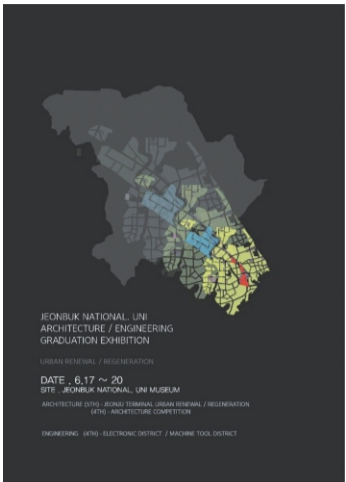 JEONBUK NATIONAL. UNI
ARCHITECTURE / ENGINEERING
GRADUATION EXHIBITION
URBAN RENEWAL / REGENERATION
DATE . 6.17 ~ 20
SITE . JEONBUK NATIONAL. UNI MUSEUM
ARCHITECTURE (5TH) - JEONJU TERMINAL URBAN RENEWAL / REGENERATION
(4TH) - ARCHITECTURE COMPETITION
ENGINEERING (4TH) - ELECTRONIC DISTRICT / MACHINE TOOL DISTRICT